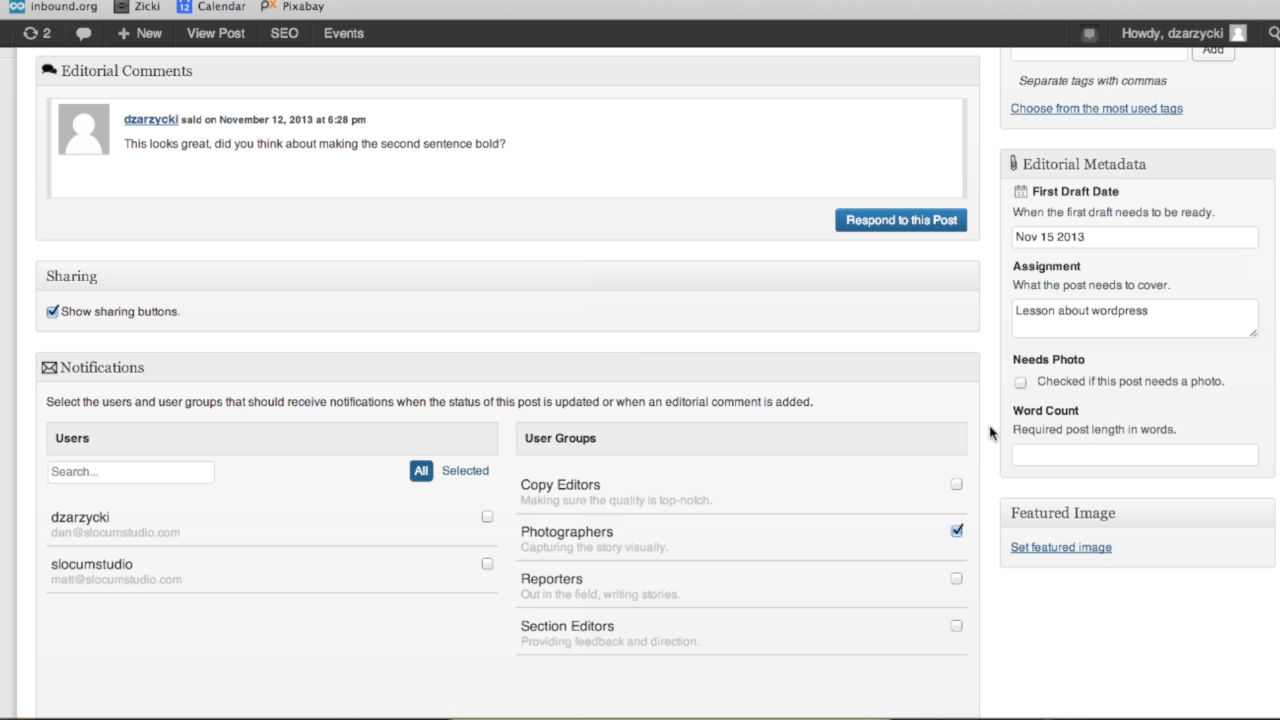 inbound.org Zicki 12 Calendar PX Pixabay
2 + New View Post SEO Events Howdy, dzarzycki
Editorial Comments
dzarzycki said on November 12, 2013 at 6:28 pm
This looks great, did you think about making the second sentence bold?
Respond to this Post
Sharing
Show sharing buttons.
Notifications
Select the users and user groups that should receive notifications when the status of this post is updated or when an editorial comment is added.
Users
Search...
All Selected
dzarzycki
dan@slocumstudio.com
slocumstudio
matt@slocumstudio.com
User Groups
Copy Editors
Making sure the quality is top-notch.
Photographers
Capturing the story visually.
Reporters
Out in the field, writing stories.
Section Editors
Providing feedback and direction.
Add
Separate tags with commas
Choose from the most used tags
Editorial Metadata
First Draft Date
When the first draft needs to be ready.
Nov 15 2013
Assignment
What the post needs to cover.
Lesson about wordpress
Needs Photo
Checked if this post needs a photo.
Word Count
Required post length in words.
Featured Image
Set featured image